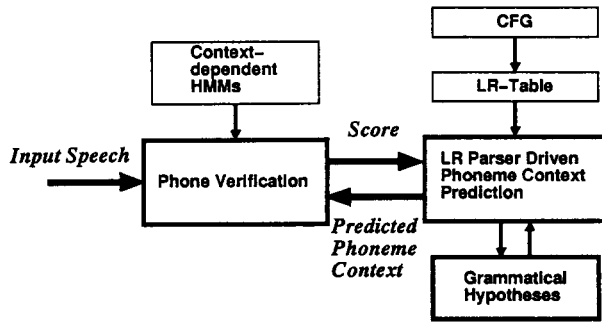 CFG
Context-
dependent
HMMs
LR-Table
Score
Input Speech
Phone Verification
LR Parser Driven
Phoneme Context
Prediction
Predicted
Phoneme
Context
Grammatical
Hypotheses